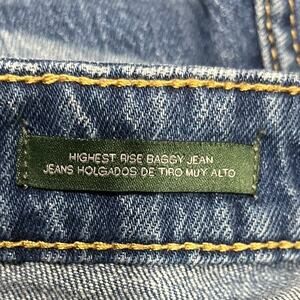 HIGHEST RISE BAGGY JEAN
JEANS HOLGADOS DE TIRO MUY ALTO